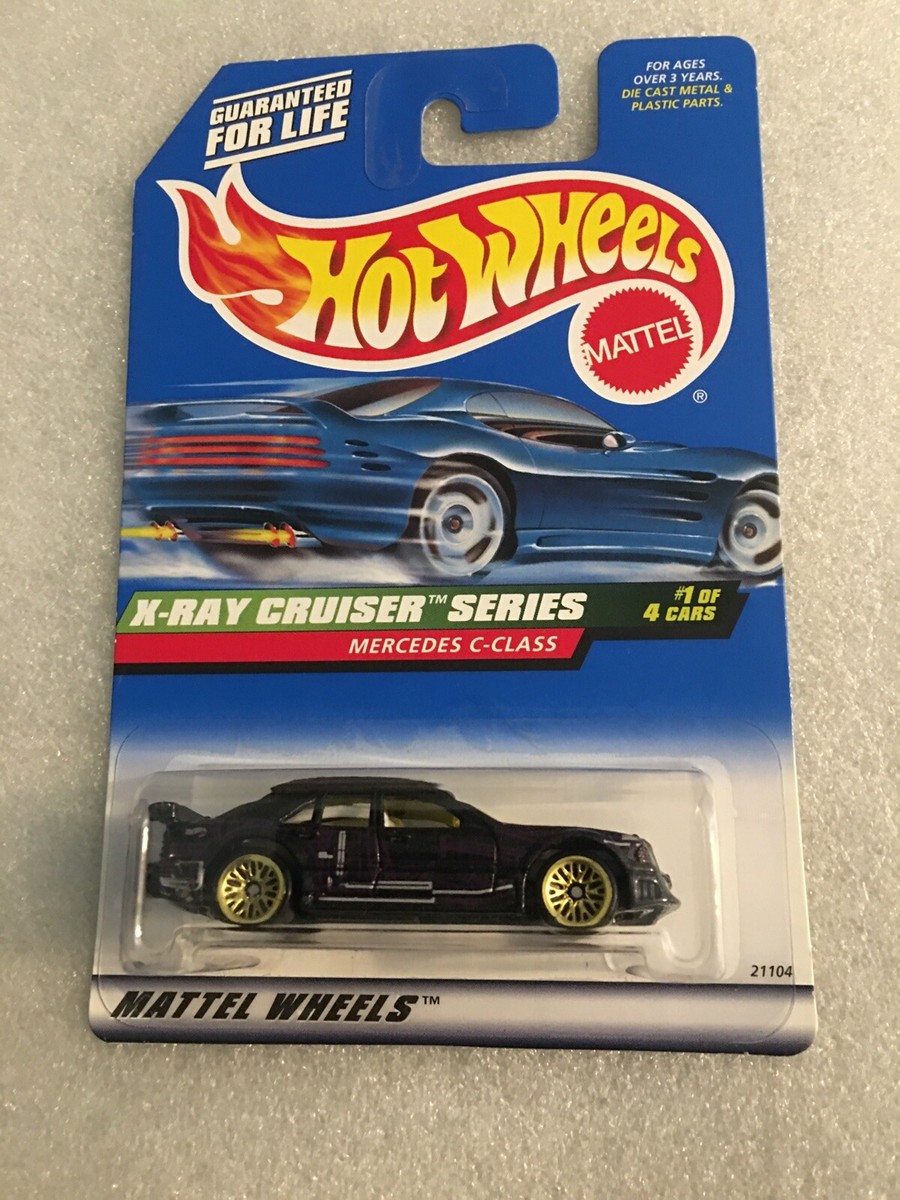 GUARANTEED
FOR LIFE
FOR AGES
OVER 3 YEARS.
DIE CAST METAL &
PLASTIC PARTS.
HOT WHEELS
MATTEL
®
X-RAY CRUISER™ SERIES
#1 OF
4 CARS
MERCEDES C-CLASS
21104
MATTEL WHEELS™